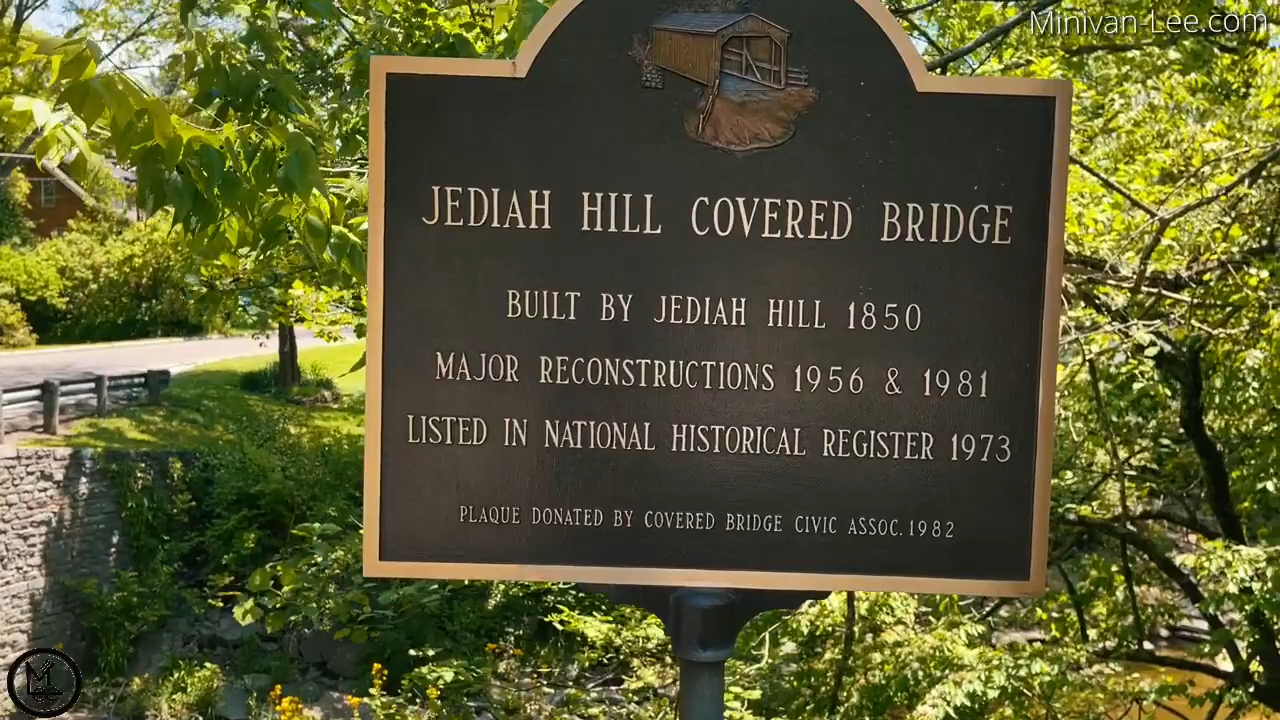 Minivan-Lee.com
JEDIAH HILL COVERED BRIDGE
BUILT BY JEDIAH HILL 1850
MAJOR RECONSTRUCTIONS 1956 & 1981
LISTED IN NATIONAL HISTORICAL REGISTER 1973
PLAQUE DONATED BY COVERED BRIDGE CIVIC ASSOC. 1982